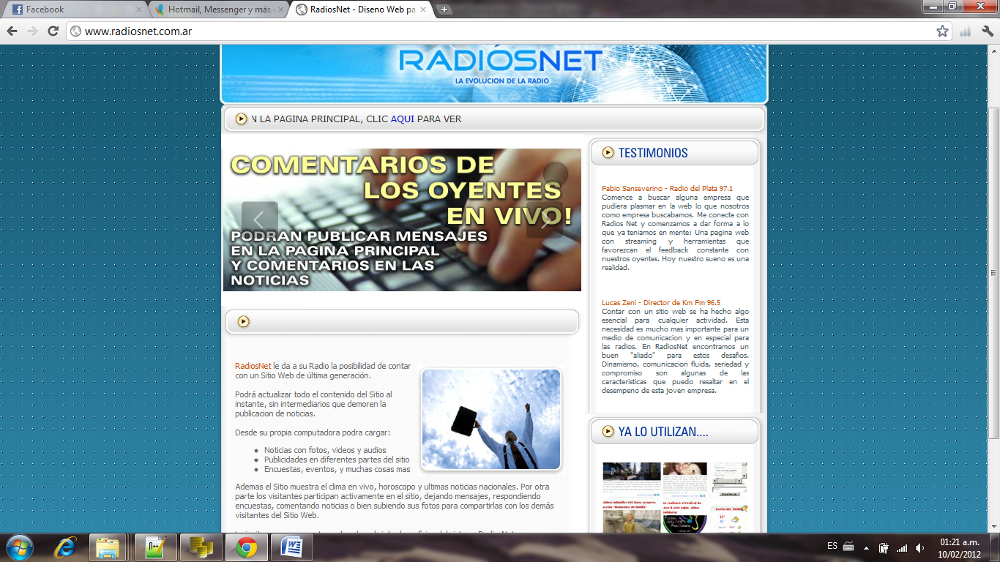 Facebook
Hotmail, Messenger y más
RadiosNet - Diseno Web pa
www.radiosnet.com.ar
RADIÓSNET
LA EVOLUCION DE LA RADIO
N LA PAGINA PRINCIPAL, CLIC AQUI PARA VER
COMENTARIOS DE
LOS OYENTES
EN VIVO!
PODRAN PUBLICAR MENSAJES
EN LA PAGINA PRINCIPAL
Y COMENTARIOS EN LAS
NOTICIAS
RadiosNet le da a su Radio la posibilidad de contar
con un Sitio Web de última generación.
Podrá actualizar todo el contenido del Sitio al
instante, sin intermediarios que demoren la
publicacion de noticias.
Desde su propia computadora podra cargar:
Noticias con fotos, videos y audios
Publicidades en diferentes partes del sitio
Encuestas, eventos, y muchas cosas mas
Ademas el Sitio muestra el clima en vivo, horoscopo y ultimas noticias nacionales. Por otra
parte los visitantes participan activamente en el sitio, dejando mensajes, respondiendo
encuestas, comentando noticias o bien subiendo sus fotos para compartirlas con los demás
visitantes del Sitio Web.
TESTIMONIOS
Fabio Sanseverino - Radio del Plata 97.1
Comence a buscar alguna empresa que
pudiera plasmar en la web lo que nosotros
como empresa buscabamos. Me conecte con
Radios Net y comenzamos a dar forma a lo
que ya teniamos en mente: Una pagina web
con streaming y herramientas que
favorezcan el feedback constante con
nuestros oyentes. Hoy nuestro sueno es una
realidad.
Lucas Zeni - Director de Km Fm 96.5
Contar con un sitio web se ha hecho algo
esencial para cualquier actividad. Esta
necesidad es mucho mas importante para un
medio de comunicacion y en especial para
las radios. En RadiosNet encontramos un
buen "aliado" para estos desafios.
Dinamismo, comunicacion fluida, seriedad y
compromiso son algunas de las
caracteristicas que puedo resaltar en el
desempeno de esta joven empresa.
YA LO UTILIZAN....
DATOS DEL TIEMPO
ES
01:21 a.m.
10/02/2012